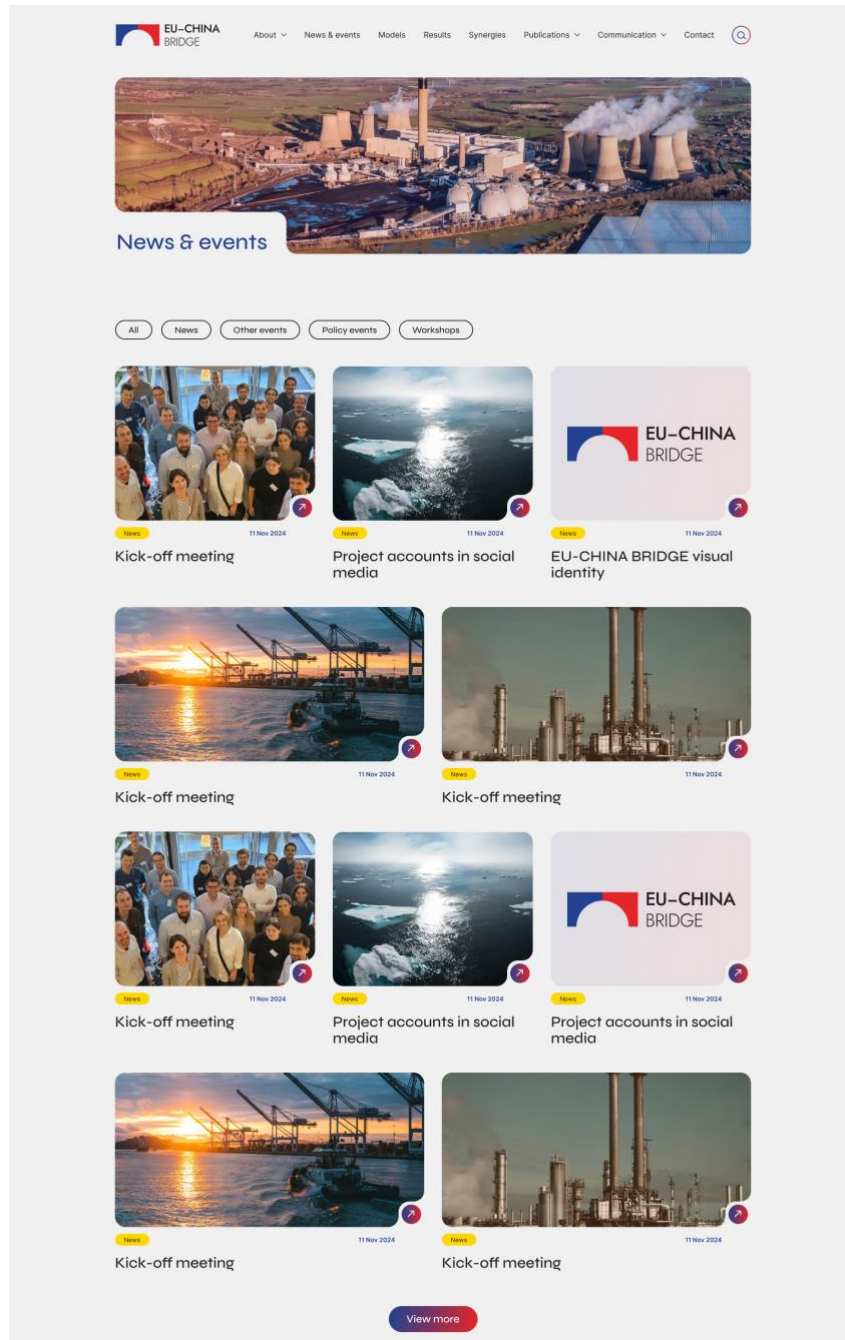 EU–CHINA
BRIDGE
About
News & events
Models
Results
Synergies
Publications
Communication
Contact
News & events
All
News
Other events
Policy events
Workshops
News
11 Nov 2024
Kick-off meeting
News
11 Nov 2024
Project accounts in social
media
EU–CHINA
BRIDGE
News
11 Nov 2024
EU-CHINA BRIDGE visual
identity
News
11 Nov 2024
Kick-off meeting
News
11 Nov 2024
Kick-off meeting
News
11 Nov 2024
Kick-off meeting
News
11 Nov 2024
Project accounts in social
media
EU–CHINA
BRIDGE
News
11 Nov 2024
Project accounts in social
media
News
11 Nov 2024
Kick-off meeting
News
11 Nov 2024
Kick-off meeting
View more